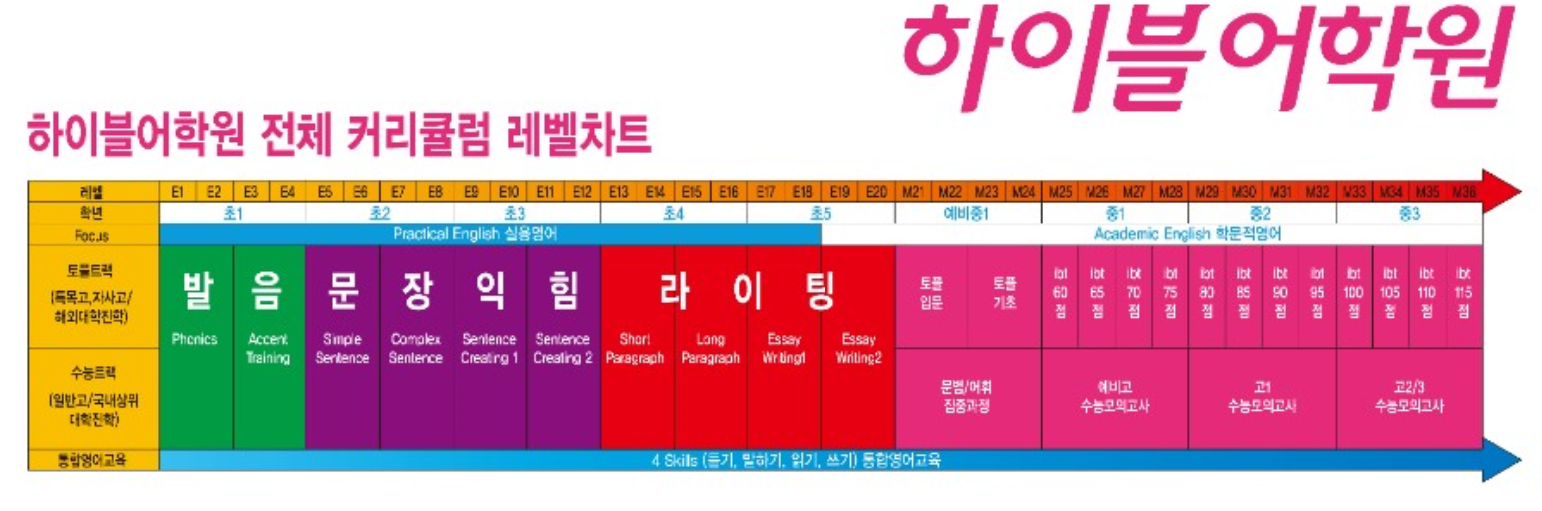 하이블어학원
하이블어학원 전체 커리큘럼 레벨차트
레벨 E1 E2 E3 E4 E5 E6 E7 E8 E9 E10 E11 E12 E13 E14 E15 E16 E17 E18 E19 E20 M21 M22 M23 M24 M25 M26 M27 M28 M29 M30 M31 M32 M33 M34 M35 M36
학년 초1 초2 초3 초4 초5 예비중1 중1 중2 중3
Focus Practical English 실용영어 Academic English 학문적영어
토플트랙
(특목고,자사고/
해외대학진학)
발 음 문 장 익 힘 라 이 팅
Phonics
Accent
Training
Simple
Sentence
Complex
Sentence
Sentence
Creating 1
Sentence
Creating 2
Short
Paragraph
Long
Paragraph
Essay
Writing1
Essay
Writing2
토플
입문
토플
기초
ibt
60
점
ibt
65
점
ibt
70
점
ibt
75
점
ibt
80
점
ibt
85
점
ibt
90
점
ibt
95
점
ibt
100
점
ibt
105
점
ibt
110
점
ibt
115
점
수능트랙
(일반고/국내상위
대학진학)
문법/어휘
집중과정
예비고
수능모의고사
고1
수능모의고사
고2/3
수능모의고사
통합영어교육 4 Skills (듣기, 말하기, 읽기, 쓰기) 통합영어교육